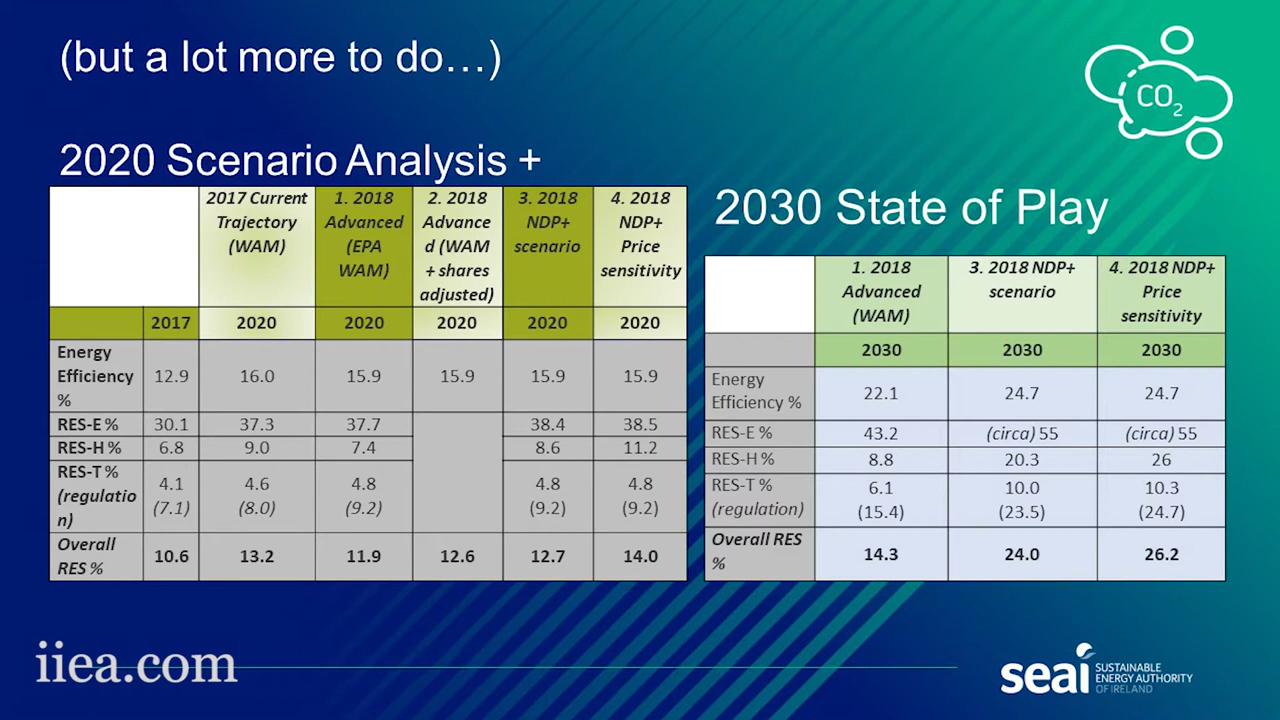 (but a lot more to do…)
CO2
2020 Scenario Analysis +
2017 Current Trajectory (WAM)
1. 2018 Advanced (EPA WAM)
2. 2018 Advance d (WAM + shares adjusted)
3. 2018 NDP+ scenario
4. 2018 NDP+ Price sensitivity
2017 2020 2020 2020 2020 2020
Energy Efficiency % 12.9 16.0 15.9 15.9 15.9 15.9
RES-E % 30.1 37.3 37.7 38.4 38.5
RES-H % 6.8 9.0 7.4 8.6 11.2
RES-T % (regulatio n) 4.1 (7.1) 4.6 (8.0) 4.8 (9.2) 4.8 (9.2) 4.8 (9.2)
Overall RES % 10.6 13.2 11.9 12.6 12.7 14.0
2030 State of Play
1. 2018 Advanced (WAM)
3. 2018 NDP+ scenario
4. 2018 NDP+ Price sensitivity
2030 2030 2030
Energy Efficiency % 22.1 24.7 24.7
RES-E % 43.2 (circa) 55 (circa) 55
RES-H % 8.8 20.3 26
RES-T % (regulation) 6.1 (15.4) 10.0 (23.5) 10.3 (24.7)
Overall RES % 14.3 24.0 26.2
iiea.com
seai SUSTAINABLE
ENERGY AUTHORITY
OF IRELAND